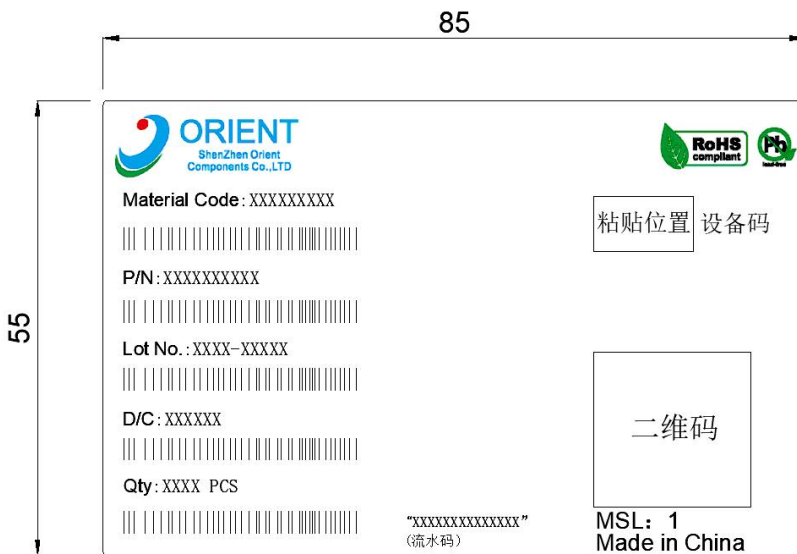 85
ORIENT
ShenZhen Orient
Components Co.,LTD
RoHS
compliant
Pb
lead-free
Material Code: XXXXXXXXX
粘贴位置 设备码
P/N:XXXXXXXXXX
55
Lot No.:XXXX-XXXXX
D/C:XXXXXX
二维码
Qty:XXXX PCS
“XXXXXXXXXXXXXX”
(流水码)
MSL: 1
Made in China